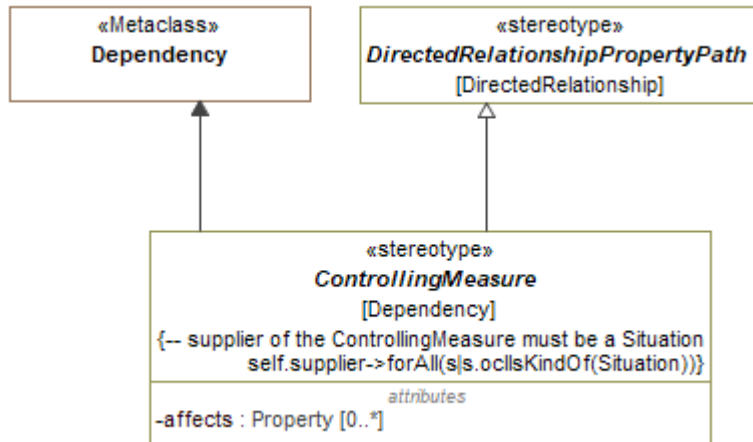 «Metaclass»
Dependency
«stereotype»
DirectedRelationshipPropertyPath
[DirectedRelationship]
«stereotype»
ControllingMeasure
[Dependency]
{-- supplier of the ControllingMeasure must be a Situation
self.supplier->forAll(s|s.oclIsKindOf(Situation))}
attributes
-affects : Property [0..*]